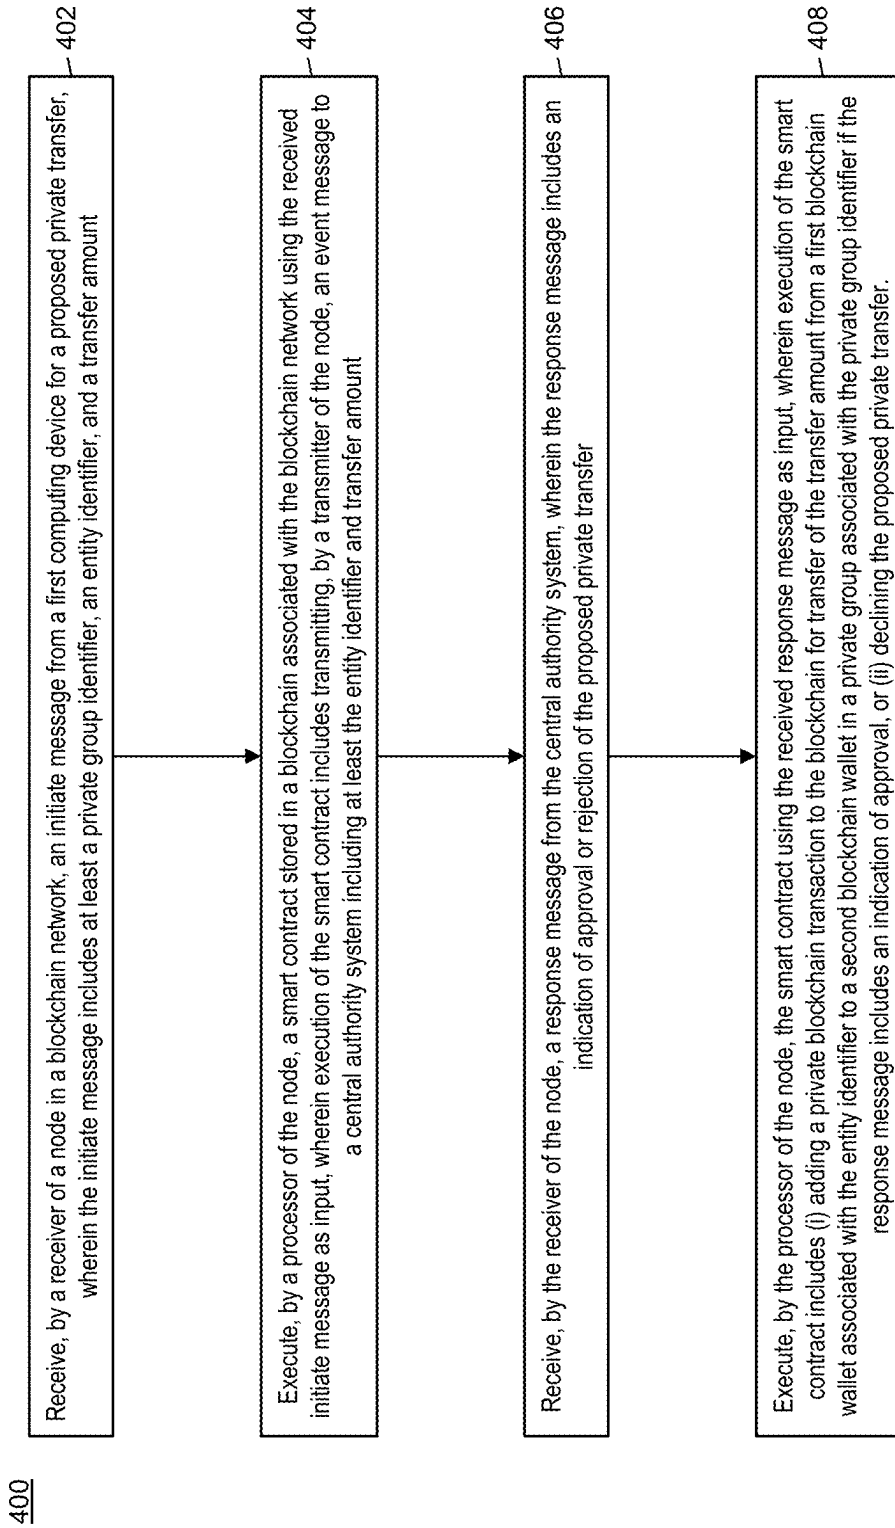 400
402
Receive, by a receiver of a node in a blockchain network, an initiate message from a first computing device for a proposed private transfer,
wherein the initiate message includes at least a private group identifier, an entity identifier, and a transfer amount
404
Execute, by a processor of the node, a smart contract stored in a blockchain associated with the blockchain network using the received
initiate message as input, wherein execution of the smart contract includes transmitting, by a transmitter of the node, an event message to
a central authority system including at least the entity identifier and transfer amount
406
Receive, by the receiver of the node, a response message from the central authority system, wherein the response message includes an
indication of approval or rejection of the proposed private transfer
408
Execute, by the processor of the node, the smart contract using the received response message as input, wherein execution of the smart
contract includes (i) adding a private blockchain transaction to the blockchain for transfer of the transfer amount from a first blockchain
wallet associated with the entity identifier to a second blockchain wallet in a private group associated with the private group identifier if the
response message includes an indication of approval, or (ii) declining the proposed private transfer.